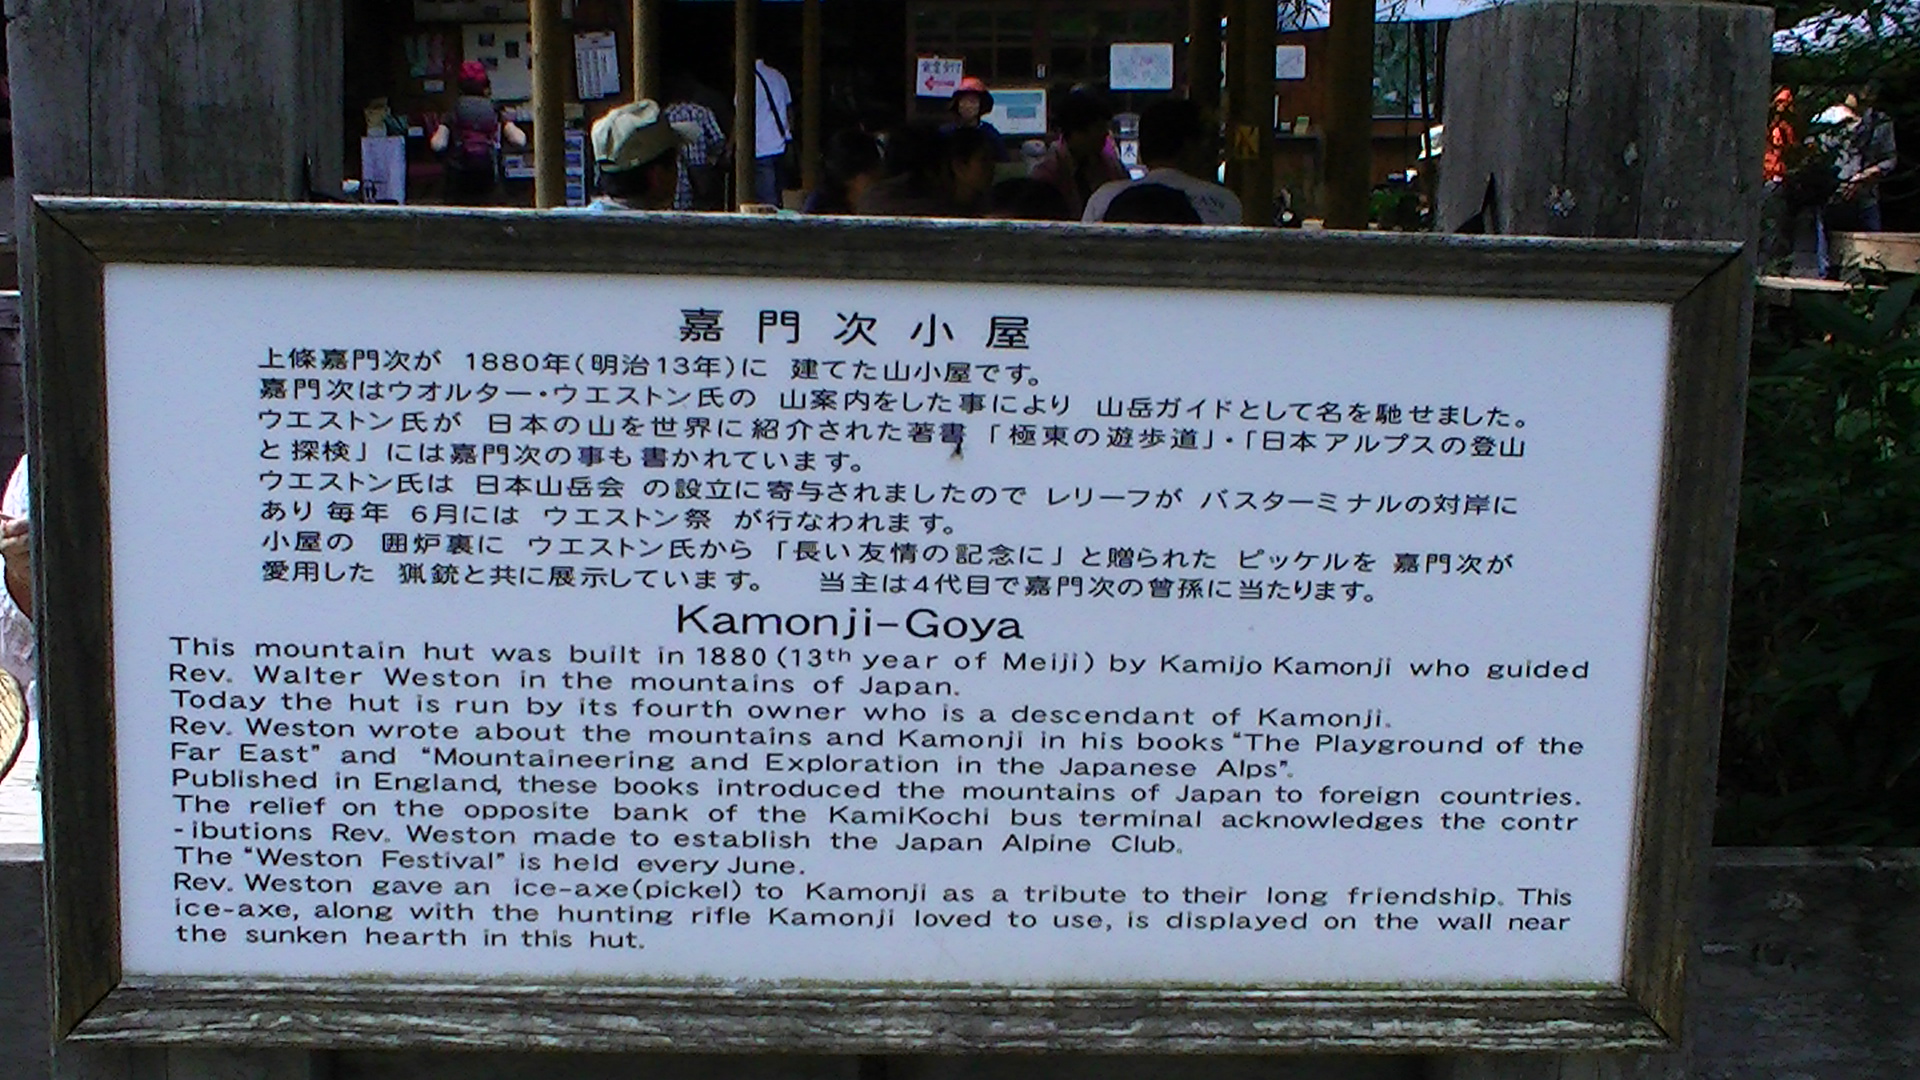 嘉門次小屋
上條嘉門次が 1880年(明治13年)に 建てた山小屋です。
嘉門次はウオルター・ウエストン氏の 山案内をした事により 山岳ガイドとして名を馳せました。
ウエストン氏が 日本の山を世界に紹介された著書「極東の遊歩道」・「日本アルプスの登山
と探検」には嘉門次の事も書かれています。
ウエストン氏は 日本山岳会 の設立に寄与されましたので レリーフが バスターミナルの対岸に
あり 毎年 6月には ウエストン祭 が行なわれます。
小屋の 囲炉裏に ウエストン氏から「長い友情の記念に」と贈られた ピッケルを 嘉門次が
愛用した 猟銃と共に展示しています。 当主は4代目で嘉門次の曾孫に当たります。
Kamonji-Goya
This mountain hut was built in 1880 (13th year of Meiji) by Kamijo Kamonji who guided
Rev. Walter Weston in the mountains of Japan.
Today the hut is run by its fourth owner who is a descendant of Kamonji.
Rev. Weston wrote about the mountains and Kamonji in his books “The Playground of the
Far East” and “Mountaineering and Exploration in the Japanese Alps”.
Published in England, these books introduced the mountains of Japan to foreign countries.
The relief on the opposite bank of the KamiKochi bus terminal acknowledges the contr
-ibutions Rev. Weston made to establish the Japan Alpine Club.
The “Weston Festival” is held every June.
Rev. Weston gave an ice-axe(pickel) to Kamonji as a tribute to their long friendship. This
ice-axe, along with the hunting rifle Kamonji loved to use, is displayed on the wall near
the sunken hearth in this hut.